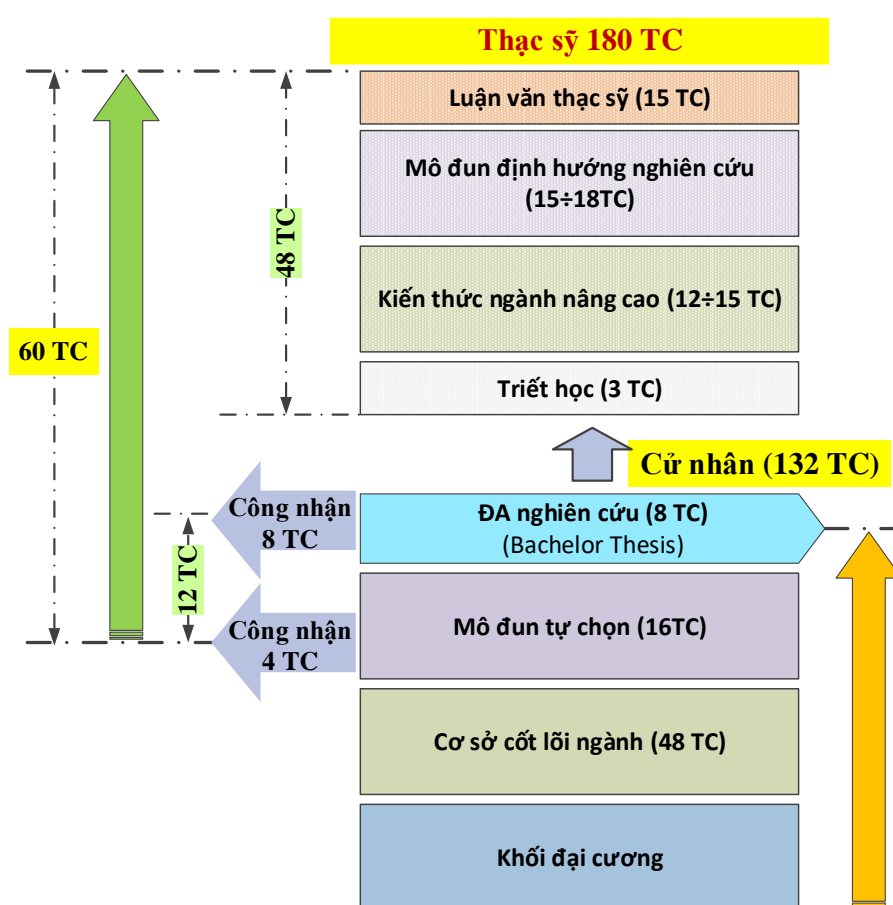 Thạc sỹ 180 TC
Luận văn thạc sỹ (15 TC)
Mô đun định hướng nghiên cứu
(15÷18TC)
48 TC
Kiến thức ngành nâng cao (12÷15 TC)
60 TC
Triết học (3 TC)
Cử nhân (132 TC)
Công nhận
8 TC
ĐA nghiên cứu (8 TC)
(Bachelor Thesis)
12 TC
Công nhận
4 TC
Mô đun tự chọn (16TC)
Cơ sở cốt lõi ngành (48 TC)
Khối đại cương